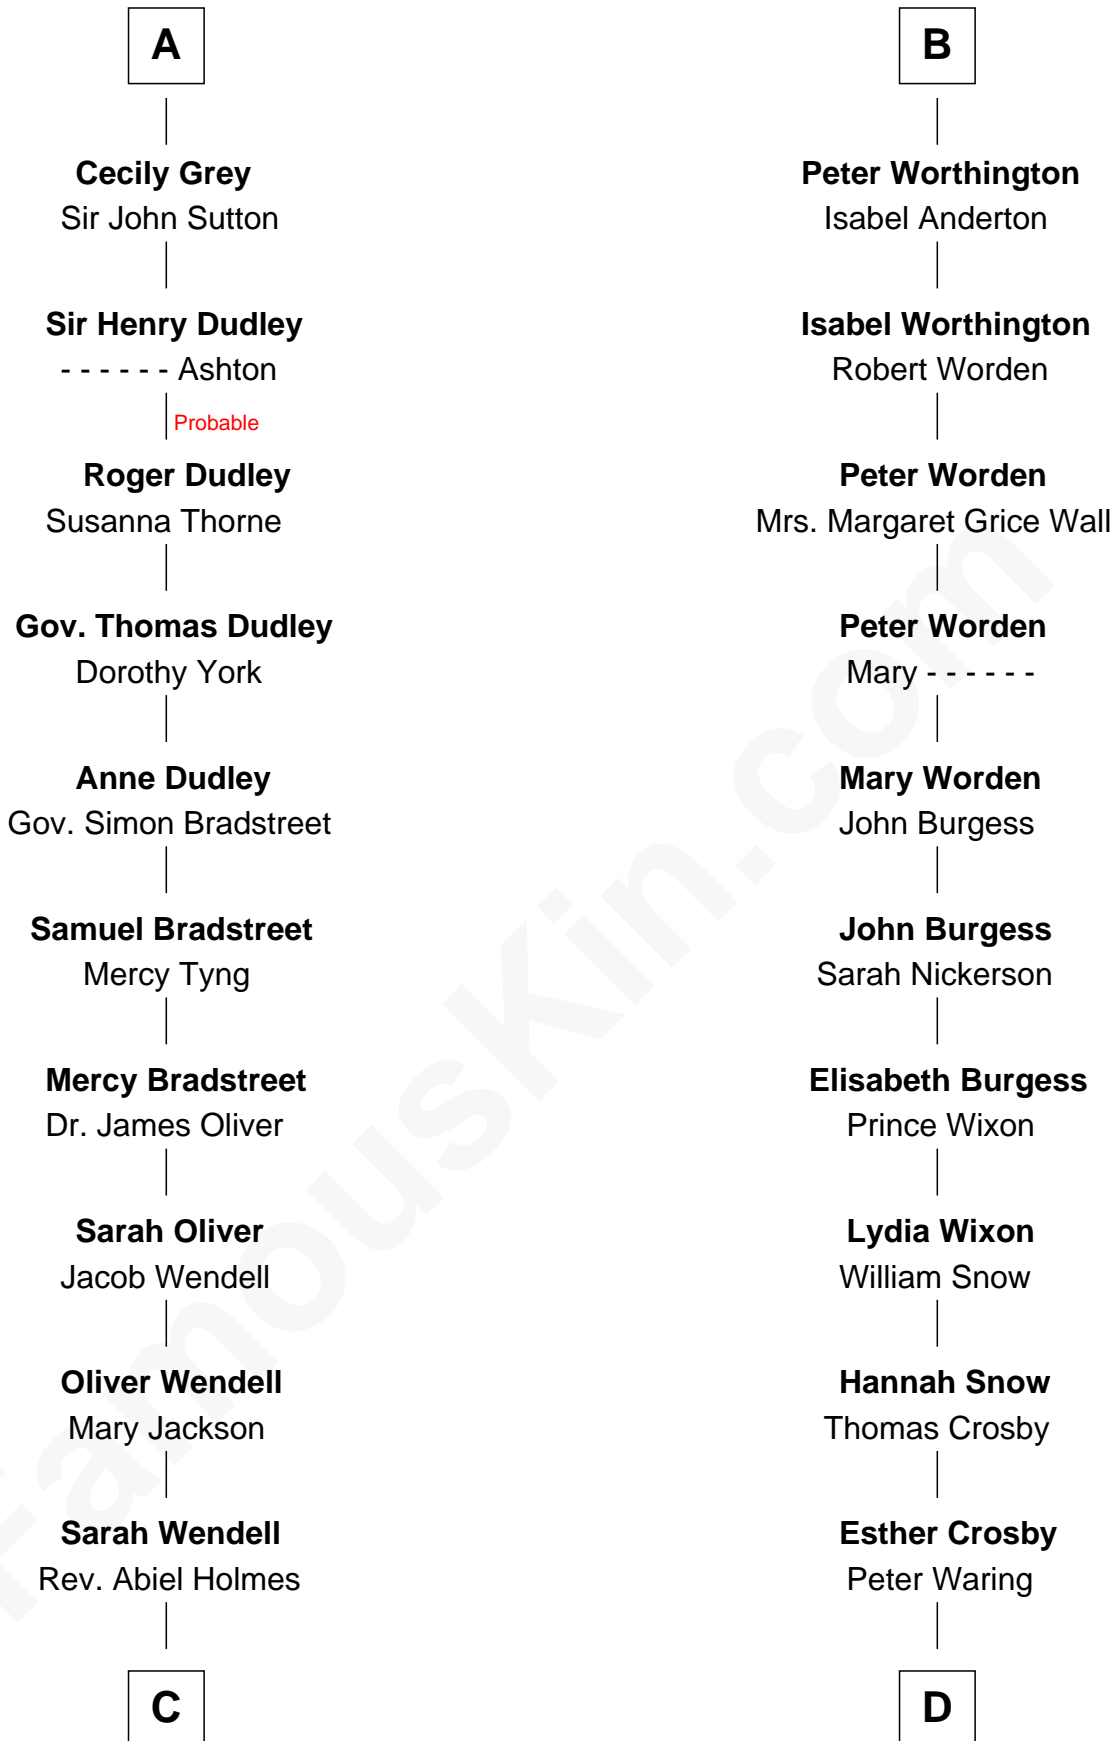 A
Cecily Grey
Sir John Sutton
Sir Henry Dudley
- - - - - - Ashton
Probable
Roger Dudley
Susanna Thorne
Gov. Thomas Dudley
Dorothy York
Anne Dudley
Gov. Simon Bradstreet
Samuel Bradstreet
Mercy Tyng
Mercy Bradstreet
Dr. James Oliver
Sarah Oliver
Jacob Wendell
Oliver Wendell
Mary Jackson
Sarah Wendell
Rev. Abiel Holmes
C
B
Peter Worthington
Isabel Anderton
Isabel Worthington
Robert Worden
Peter Worden
Mrs. Margaret Grice Wall
Peter Worden
Mary - - - - - -
Mary Worden
John Burgess
John Burgess
Sarah Nickerson
Elisabeth Burgess
Prince Wixon
Lydia Wixon
William Snow
Hannah Snow
Thomas Crosby
Esther Crosby
Peter Waring
D
FamousKin.com